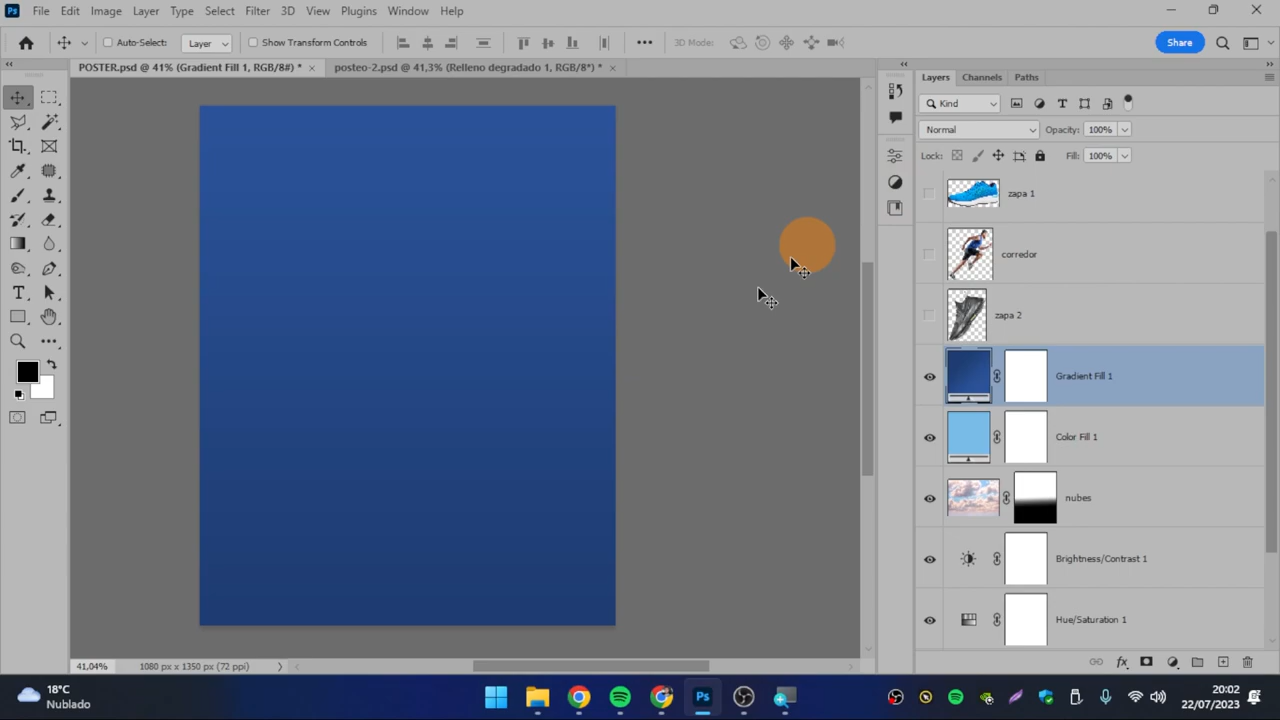 Ps File Edit Image Layer Type Select Filter 3D View Plugins Window Help
Auto-Select: Layer Show Transform Controls 3D Mode: Share
POSTER.psd @ 41% (Gradient Fill 1, RGB/8#) * posteo-2.psd @ 41,3% (Relleno degradado 1, RGB/8*) *
Layers Channels Paths
Kind
Normal Opacity: 100%
Lock: Fill: 100%
zapa 1
corredor
zapa 2
Gradient Fill 1
Color Fill 1
nubes
Brightness/Contrast 1
Hue/Saturation 1
41,04% 1080 px x 1350 px (72 ppi)
18°C
Nublado
Ps
20:02
22/07/2023